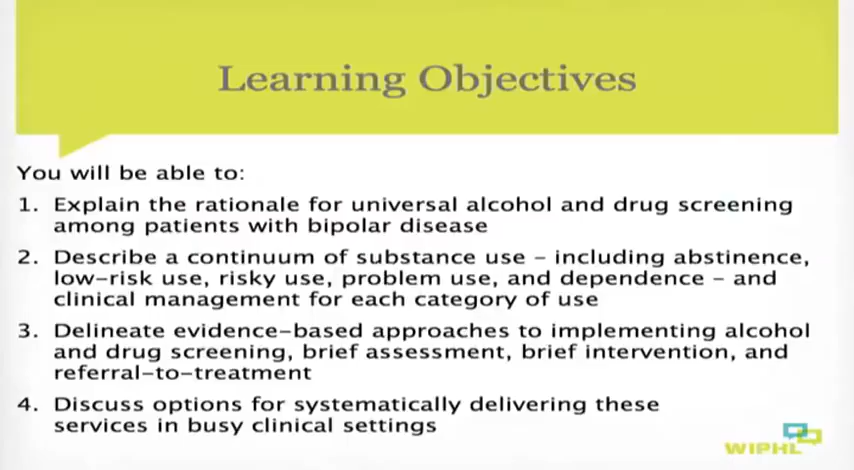 Learning Objectives
You will be able to:
1. Explain the rationale for universal alcohol and drug screening
among patients with bipolar disease
2. Describe a continuum of substance use – including abstinence,
low-risk use, risky use, problem use, and dependence – and
clinical management for each category of use
3. Delineate evidence-based approaches to implementing alcohol
and drug screening, brief assessment, brief intervention, and
referral-to-treatment
4. Discuss options for systematically delivering these
services in busy clinical settings
WIPHL